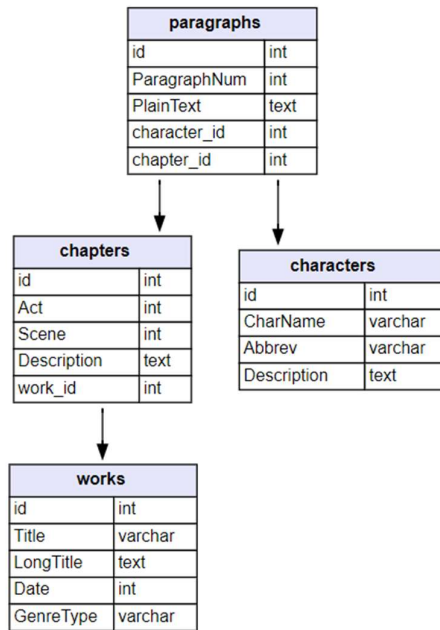 paragraphs
id int
ParagraphNum int
PlainText text
character_id int
chapter_id int
chapters
id int
Act int
Scene int
Description text
work_id int
characters
id int
CharName varchar
Abbrev varchar
Description text
works
id int
Title varchar
LongTitle text
Date int
GenreType varchar